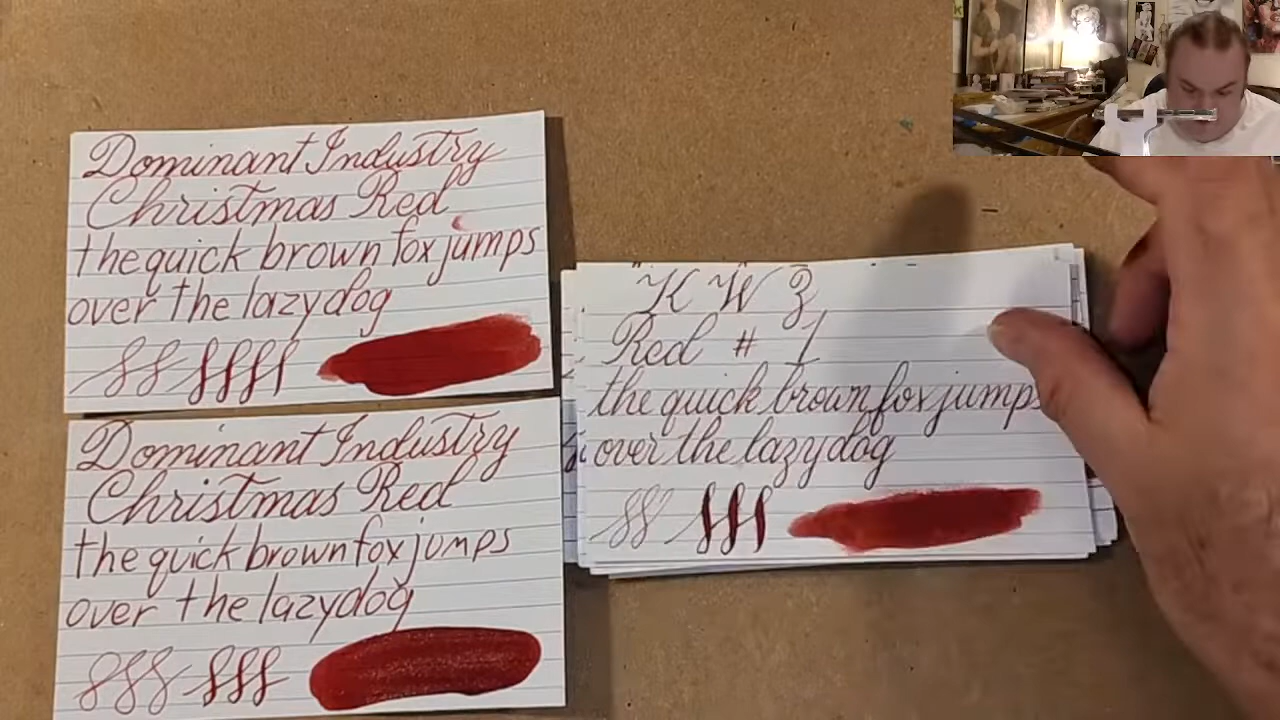 Dominant Industry
Christmas Red
the quick brown fox jumps
over the lazy dog
Dominant Industry
Christmas Red
the quick brown fox jumps
over the lazy dog
K W Z
Red # 1
the quick brown fox jumps
over the lazy dog